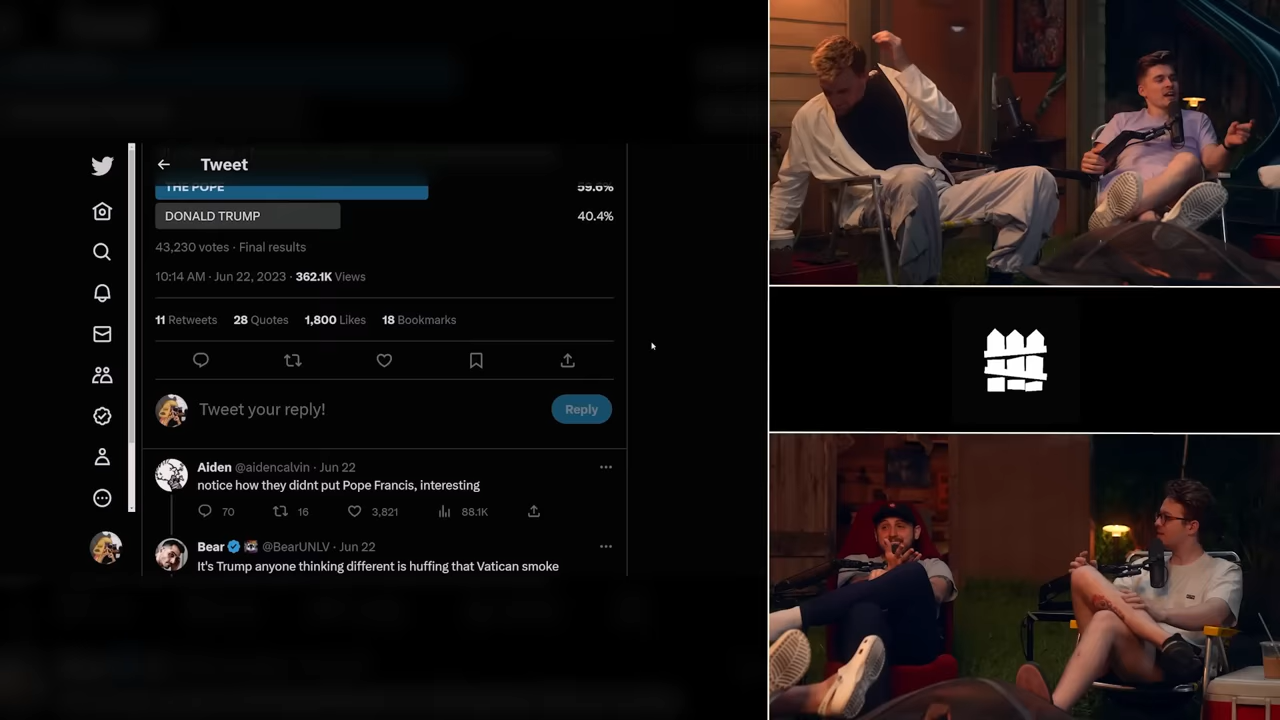 Tweet
THE POPE
59.6%
DONALD TRUMP
40.4%
43,230 votes · Final results
10:14 AM · Jun 22, 2023 · 362.1K Views
11 Retweets 28 Quotes 1,800 Likes 18 Bookmarks
Tweet your reply!
Reply
Aiden @aidencalvin · Jun 22
notice how they didnt put Pope Francis, interesting
70 16 3,821 88.1K
Bear @BearUNLV · Jun 22
It's Trump anyone thinking different is huffing that Vatican smoke